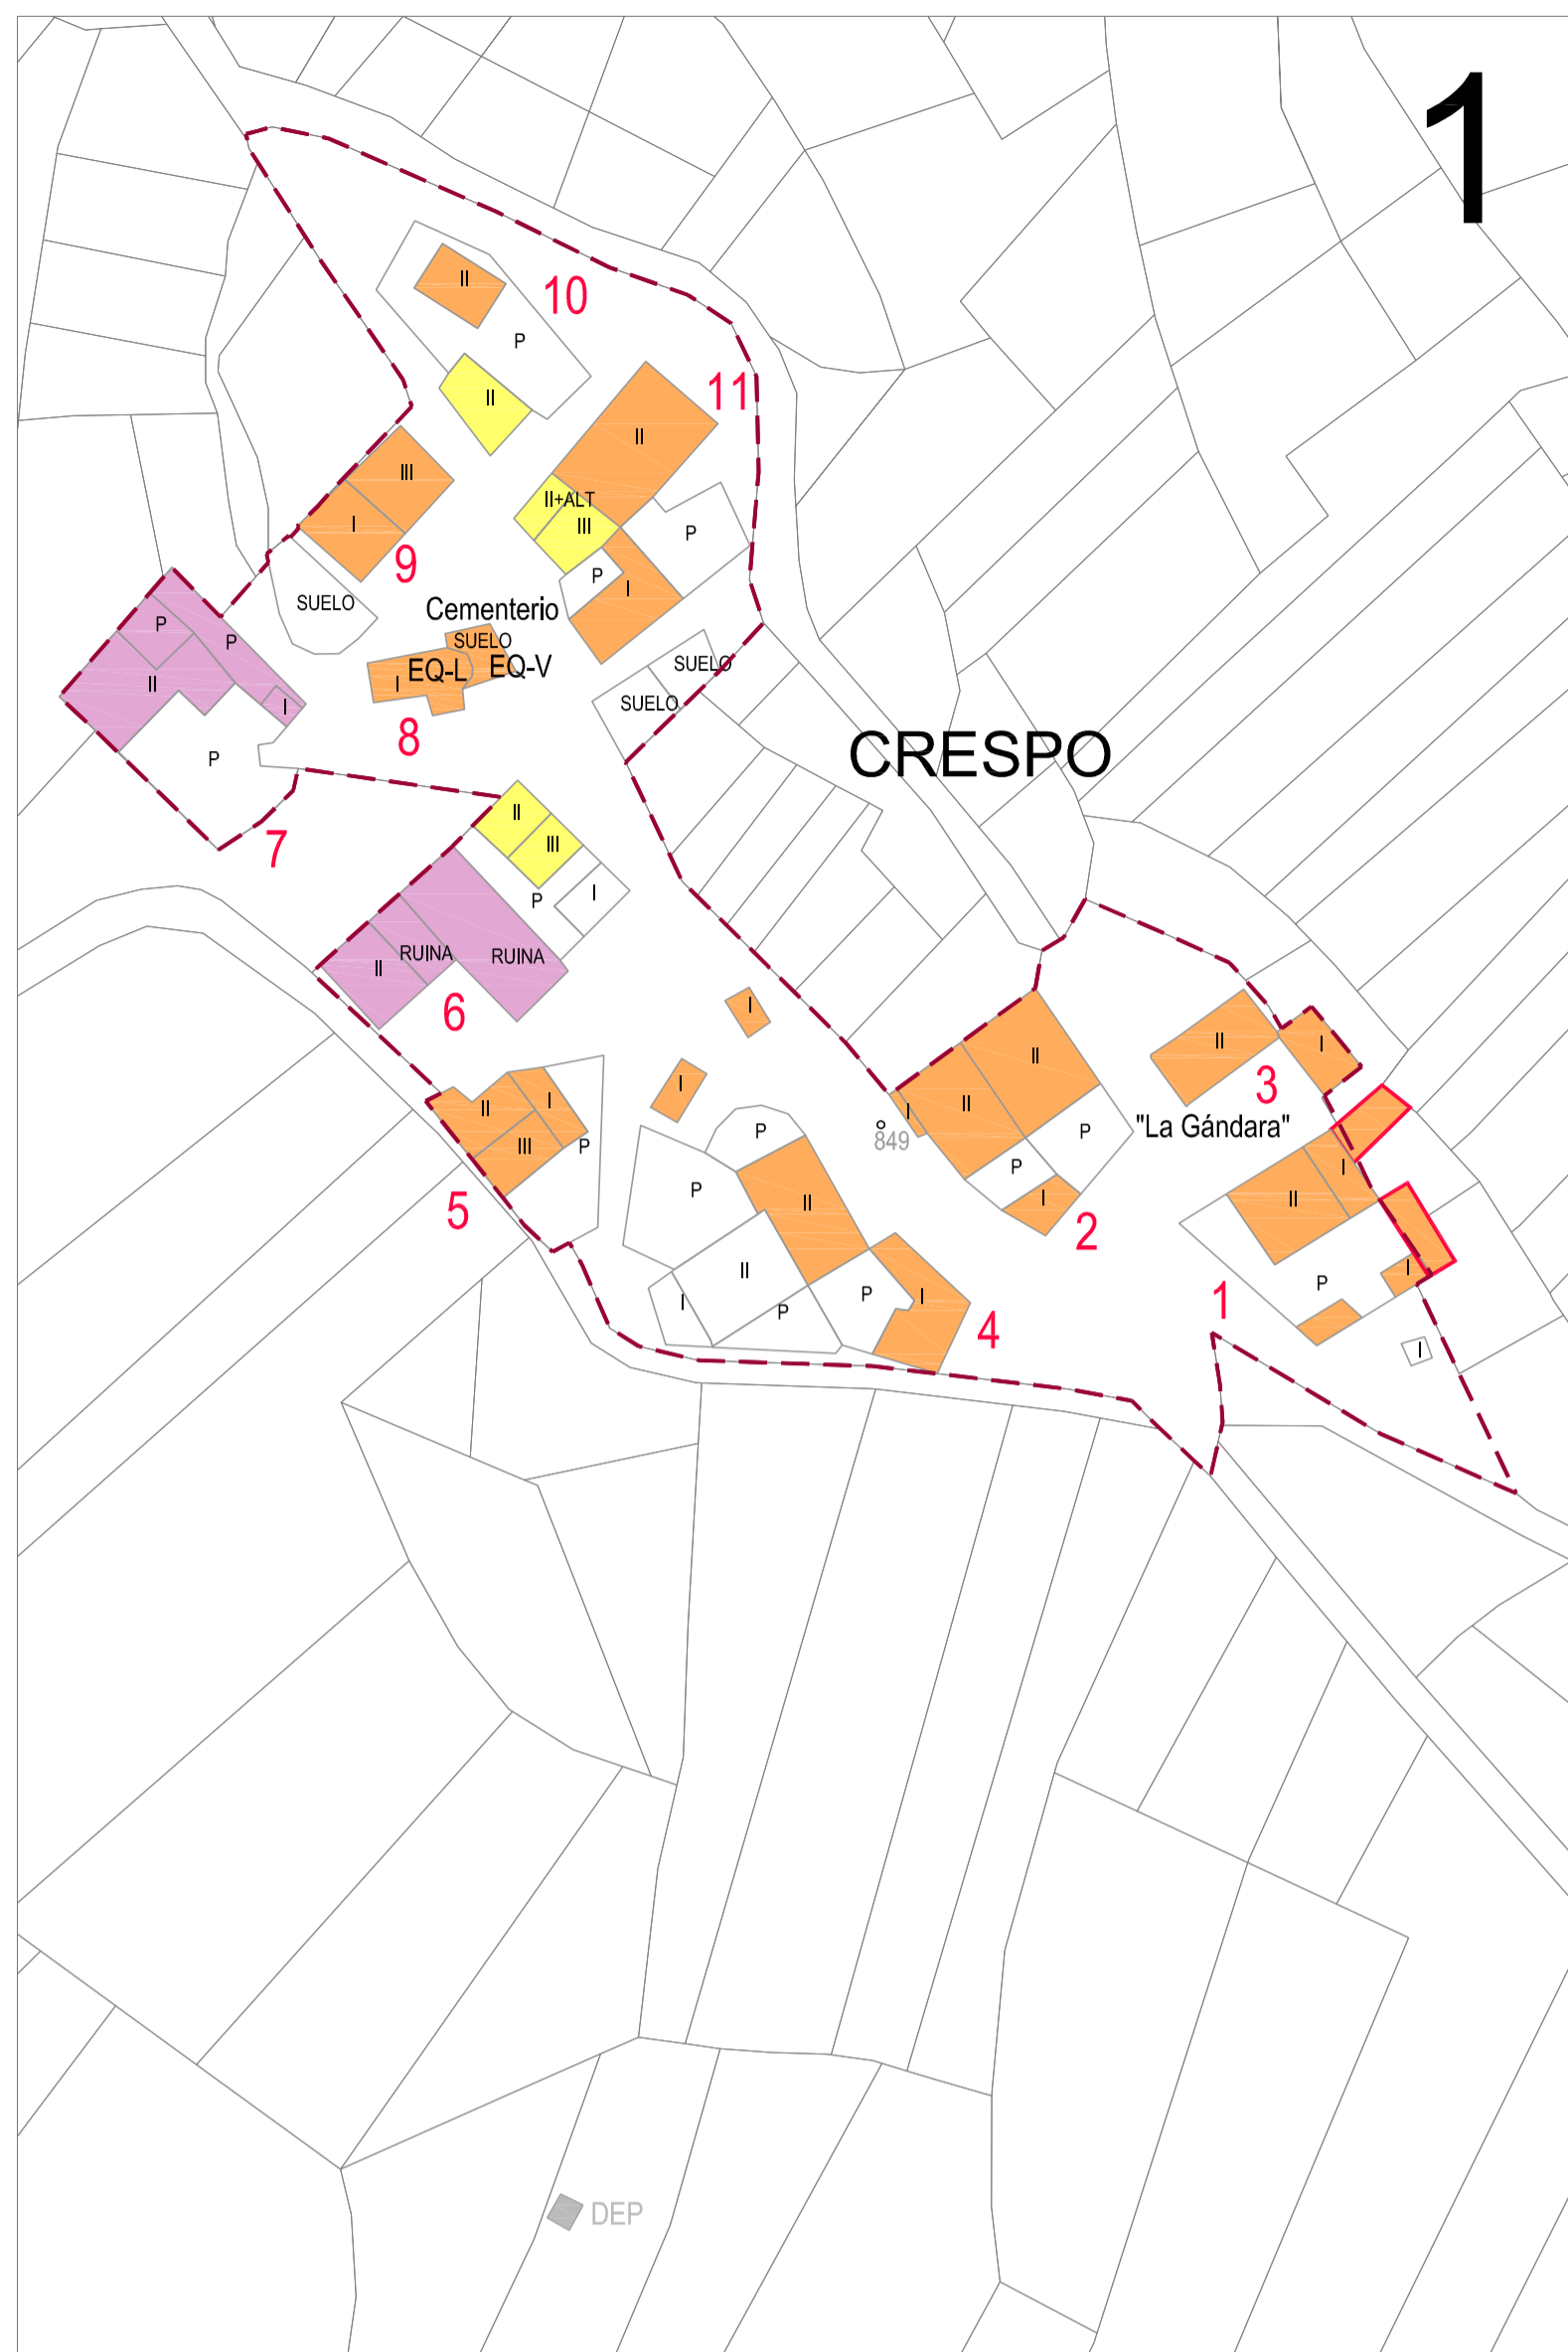 1
II
10
P
II
11
II
III
II+ALT
III
I
P
9
P
I
SUELO
Cementerio
P
P
SUELO
EQ-L
EQ-V
SUELO
II
I
I
SUELO
8
CRESPO
P
II
7
III
I
P
RUINA
RUINA
II
I
6
II
II
I
I
3
I
I
II
III
I
P
II
I
849
P
P
"La Gándara"
P
I
II
5
P
II
I
2
II
I
P
I
P
I
1
I
P
4
I
DEP